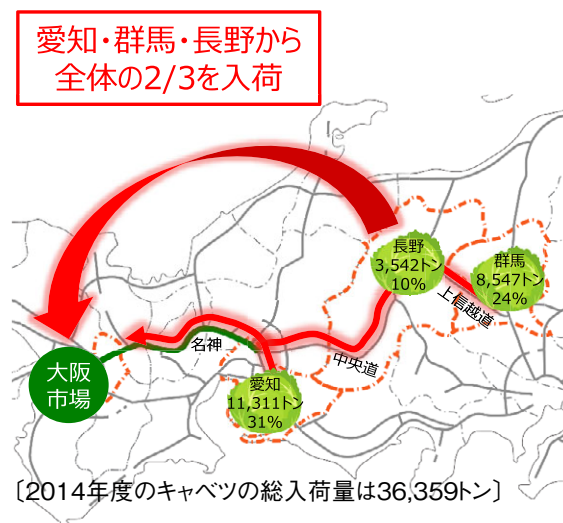 愛知・群馬・長野から
全体の2/3を入荷
長野
3,542トン
10%
群馬
8,547トン
24%
上信越道
中央道
名神
大阪
市場
愛知
11,311トン
31%
〔2014年度のキャベツの総入荷量は36,359トン〕